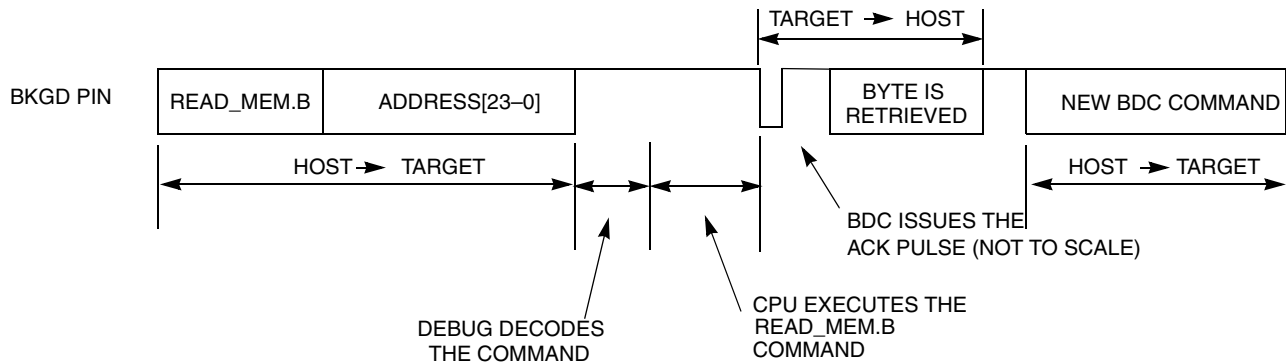 TARGET → HOST
BKGD PIN
READ_MEM.B
ADDRESS[23–0]
BYTE IS
RETRIEVED
NEW BDC COMMAND
HOST → TARGET
HOST → TARGET
BDC ISSUES THE
ACK PULSE (NOT TO SCALE)
DEBUG DECODES
THE COMMAND
CPU EXECUTES THE
READ_MEM.B
COMMAND